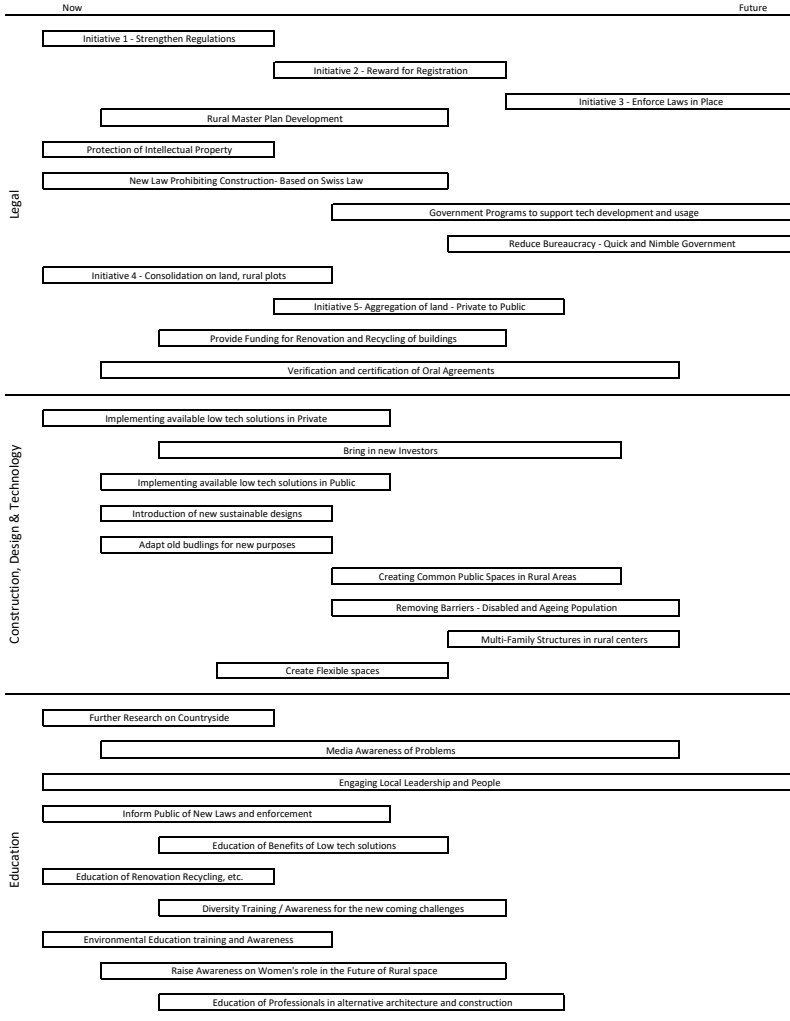 Now
Future
Initiative 1 - Strengthen Regulations
Initiative 2 - Reward for Registration
Initiative 3 - Enforce Laws in Place
Rural Master Plan Development
Protection of Intellectual Property
New Law Prohibiting Construction- Based on Swiss Law
Legal
Government Programs to support tech development and usage
Reduce Bureaucracy - Quick and Nimble Government
Initiative 4 - Consolidation on land, rural plots
Initiative 5- Aggregation of land - Private to Public
Provide Funding for Renovation and Recycling of buildings
Verification and certification of Oral Agreements
Implementing available low tech solutions in Private
Bring in new Investors
Implementing available low tech solutions in Public
Introduction of new sustainable designs
Construction, Design & Technology
Adapt old budlings for new purposes
Creating Common Public Spaces in Rural Areas
Removing Barriers - Disabled and Ageing Population
Multi-Family Structures in rural centers
Create Flexible spaces
Further Research on Countryside
Media Awareness of Problems
Engaging Local Leadership and People
Inform Public of New Laws and enforcement
Education of Benefits of Low tech solutions
Education
Education of Renovation Recycling, etc.
Diversity Training / Awareness for the new coming challenges
Environmental Education training and Awareness
Raise Awareness on Women's role in the Future of Rural space
Education of Professionals in alternative architecture and construction